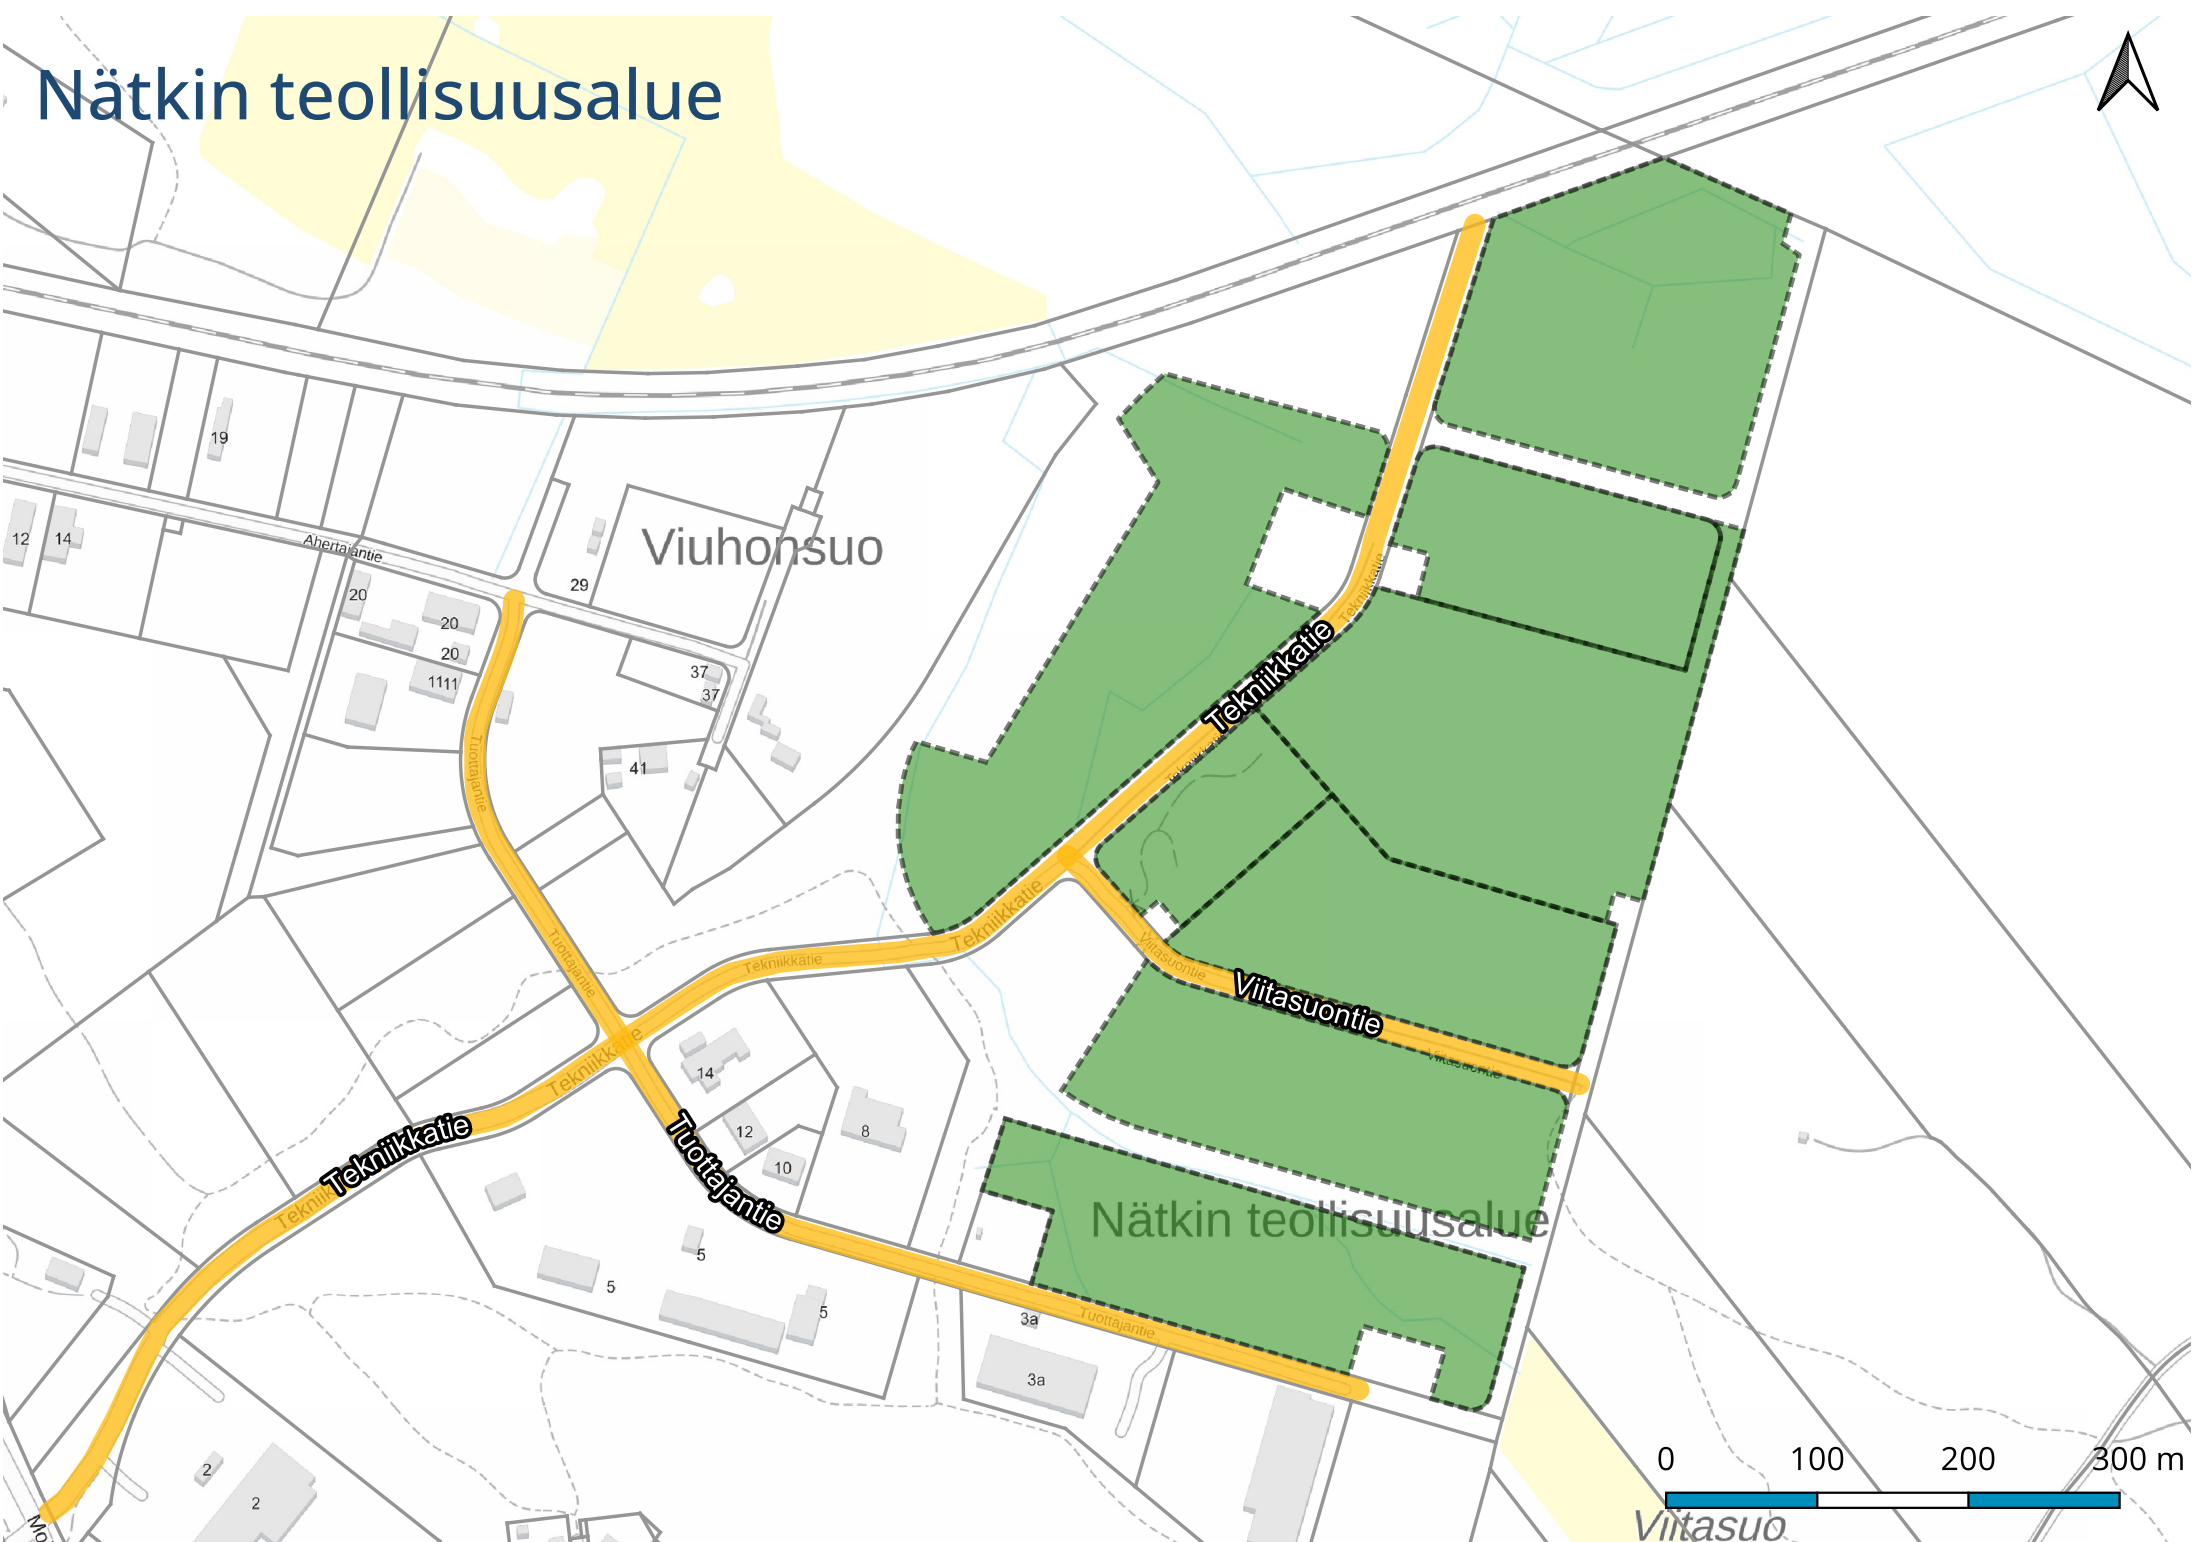 Nätkin teollisuusalue
19
12
14
Ahertajantie
Viuhonsuo
29
20
20
20
1111
37
37
41
Tekniikkatie
Tekniikkatie
Tuottajantie
Tekniikkatie
Tuottajantie
Tekniikkatie
Viitasuontie
Viitasuontie
Viitasuontie
Tekniikkatie
Tekniikkatie
14
12
10
8
Tekniikkatie
Tuottajantie
Nätkin teollisuusalue
5
5
5
3a
3a
Tuottajantie
2
2
0 100 200 300 m
Viitasuo